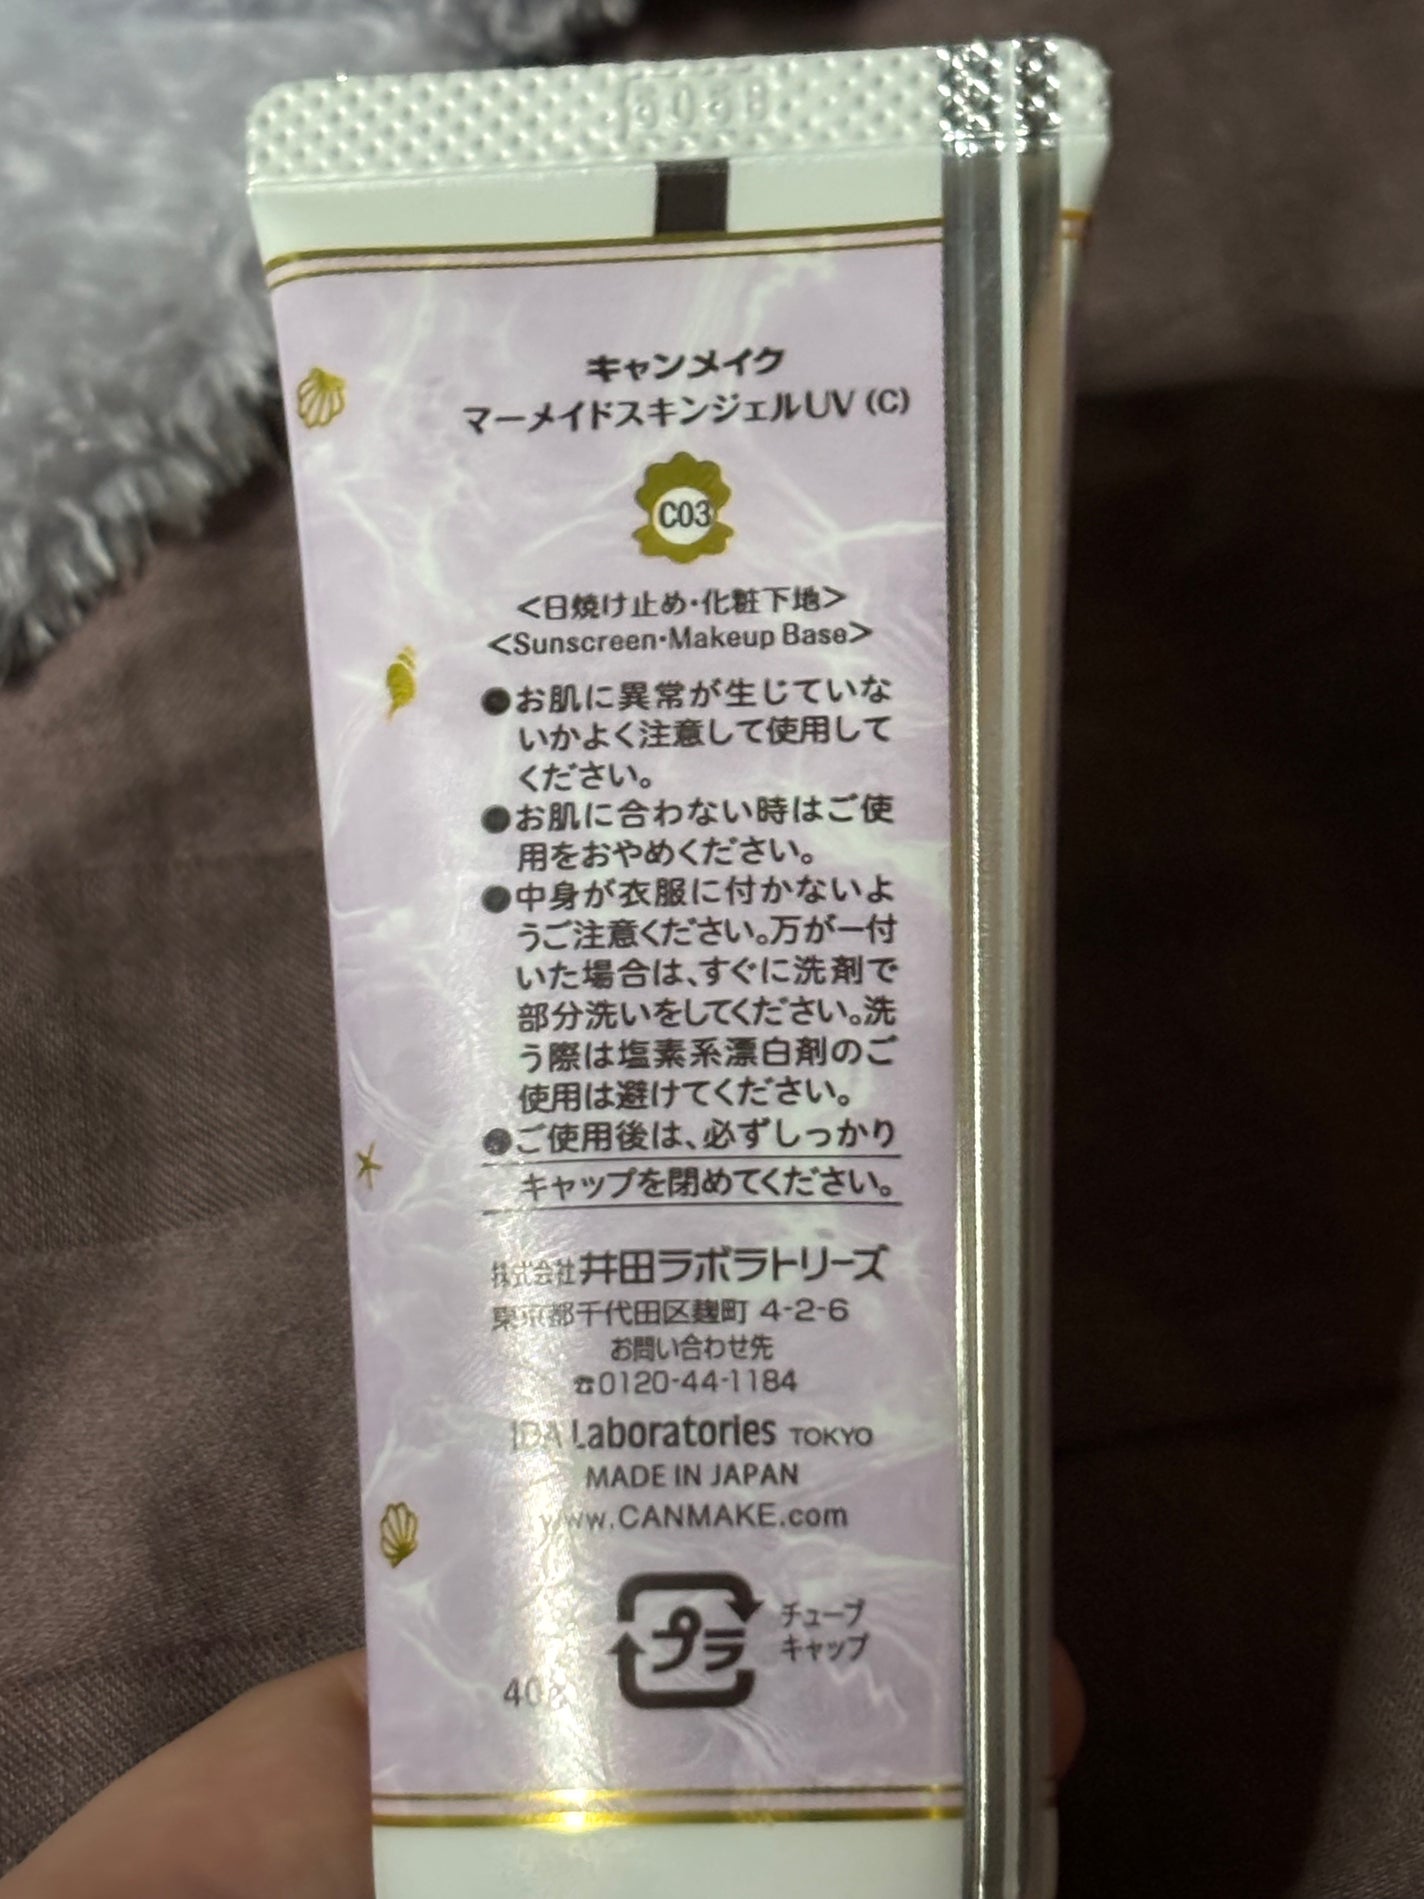 キャンメイク
マーメイドスキンジェルUV (C)
C03
<日焼け止め・化粧下地>
<Sunscreen・Makeup Base>
●お肌に異常が生じていな
いかよく注意して使用して
ください。
●お肌に合わない時はご使
用をおやめください。
●中身が衣服に付かないよ
うご注意ください。万が一付
いた場合は、すぐに洗剤で
部分洗いをしてください。洗
う際は塩素系漂白剤のご
使用は避けてください。
●ご使用後は、必ずしっかり
キャップを閉めてください。
株式会社井田ラボラトリーズ
東京都千代田区麹町 4-2-6
お問い合わせ先
☎0120-44-1184
IDA Laboratories TOKYO
MADE IN JAPAN
www.CANMAKE.com
プラ
チューブ
キャップ